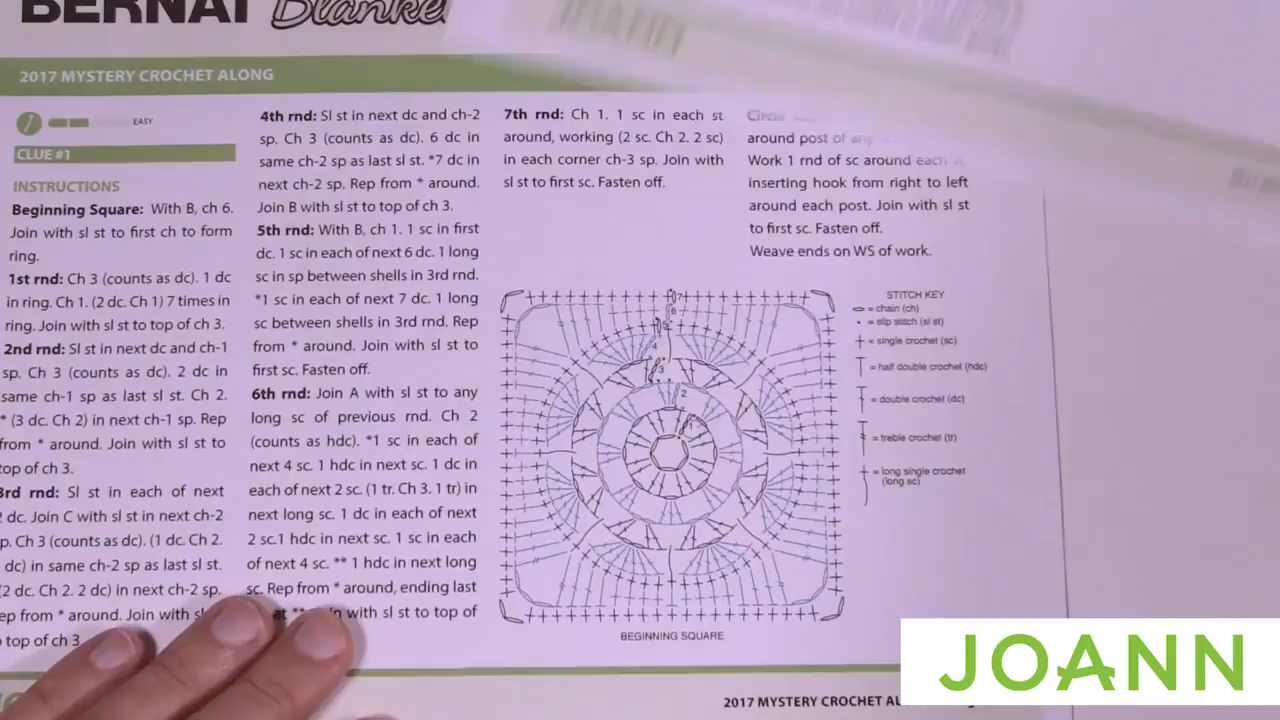 BERNAT Blanket
2017 MYSTERY CROCHET ALONG
EASY
CLUE #1
INSTRUCTIONS
Beginning Square: With B, ch 6.
Join with sl st to first ch to form
ring.
1st rnd: Ch 3 (counts as dc). 1 dc
in ring. Ch 1. (2 dc. Ch 1) 7 times in
ring. Join with sl st to top of ch 3.
2nd rnd: Sl st in next dc and ch-1
sp. Ch 3 (counts as dc). 2 dc in
same ch-1 sp as last sl st. Ch 2.
* (3 dc. Ch 2) in next ch-1 sp. Rep
from * around. Join with sl st to
top of ch 3.
3rd rnd: Sl st in each of next
2 dc. Join C with sl st in next ch-2
p. Ch 3 (counts as dc). (1 dc. Ch 2.
dc) in same ch-2 sp as last sl st.
(2 dc. Ch 2. 2 dc) in next ch-2 sp.
ep from * around. Join with sl
top of ch 3
4th rnd: Sl st in next dc and ch-2
sp. Ch 3 (counts as dc). 6 dc in
same ch-2 sp as last sl st. *7 dc in
next ch-2 sp. Rep from * around.
Join B with sl st to top of ch 3.
5th rnd: With B, ch 1. 1 sc in first
dc. 1 sc in each of next 6 dc. 1 long
sc in sp between shells in 3rd rnd.
*1 sc in each of next 7 dc. 1 long
sc between shells in 3rd rnd. Rep
from * around. Join with sl st to
first sc. Fasten off.
6th rnd: Join A with sl st to any
long sc of previous rnd. Ch 2
(counts as hdc). *1 sc in each of
next 4 sc. 1 hdc in next sc. 1 dc in
each of next 2 sc. (1 tr. Ch 3. 1 tr) in
next long sc. 1 dc in each of next
2 sc.1 hdc in next sc. 1 sc in each
of next 4 sc. ** 1 hdc in next long
sc. Rep from * around, ending last
at ** with sl st to top of
7th rnd: Ch 1. 1 sc in each st
around, working (2 sc. Ch 2. 2 sc)
in each corner ch-3 sp. Join with
sl st to first sc. Fasten off.
Circle
around post of any
Work 1 rnd of sc around each
inserting hook from right to left
around each post. Join with sl st
to first sc. Fasten off.
Weave ends on WS of work.
7
6
5
4
3
2
1
BEGINNING SQUARE
STITCH KEY
= chain (ch)
= slip stitch (sl st)
= single crochet (sc)
= half double crochet (hdc)
= double crochet (dc)
= treble crochet (tr)
= long single crochet
(long sc)
2017 MYSTERY CROCHET AL
JOANN